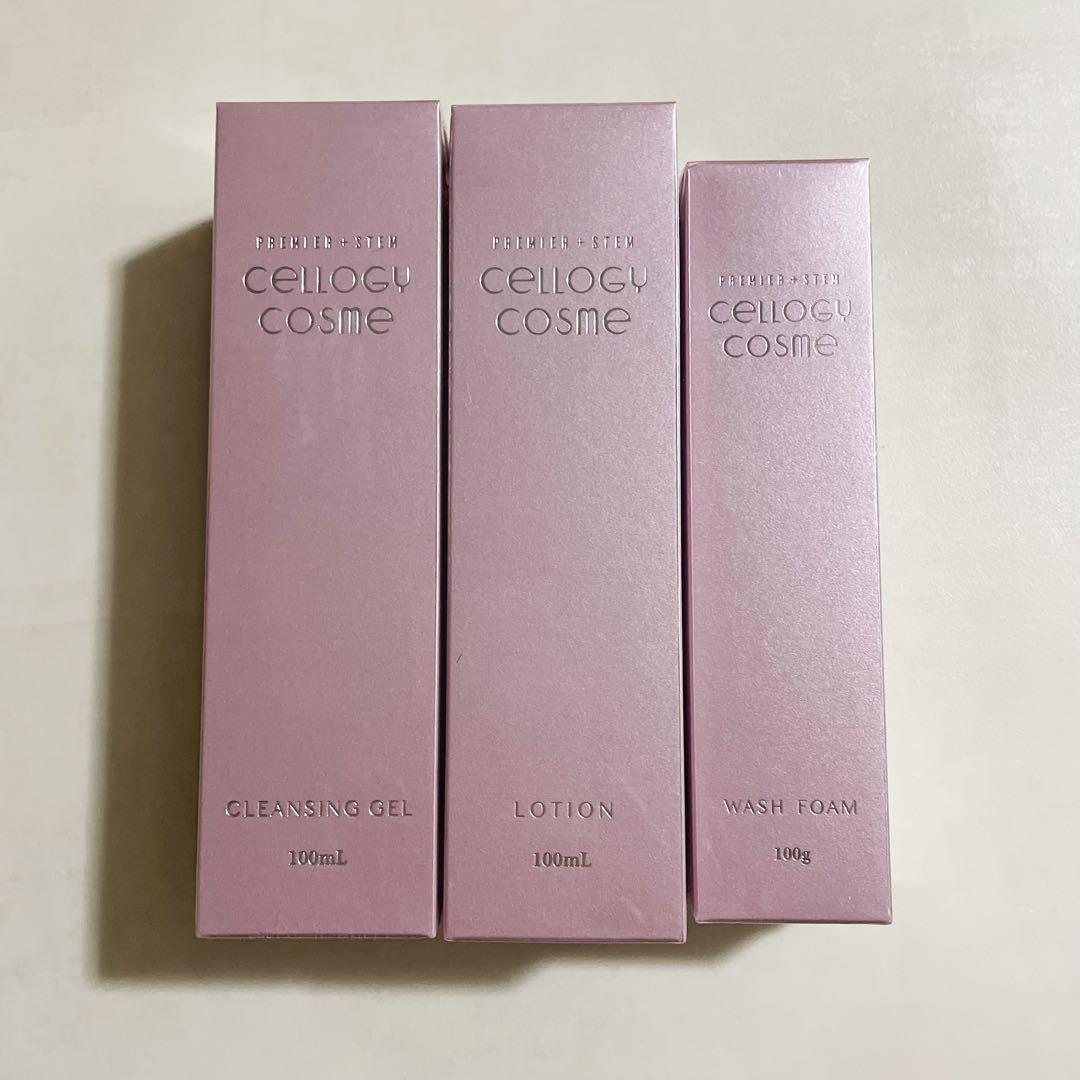 PREMIER + STEM
CELLOGY
COSME
CLEANSING GEL
100mL
PREMIER + STEM
CELLOGY
COSME
LOTION
100mL
PREMIER + STEM
CELLOGY
COSME
WASH FOAM
100g